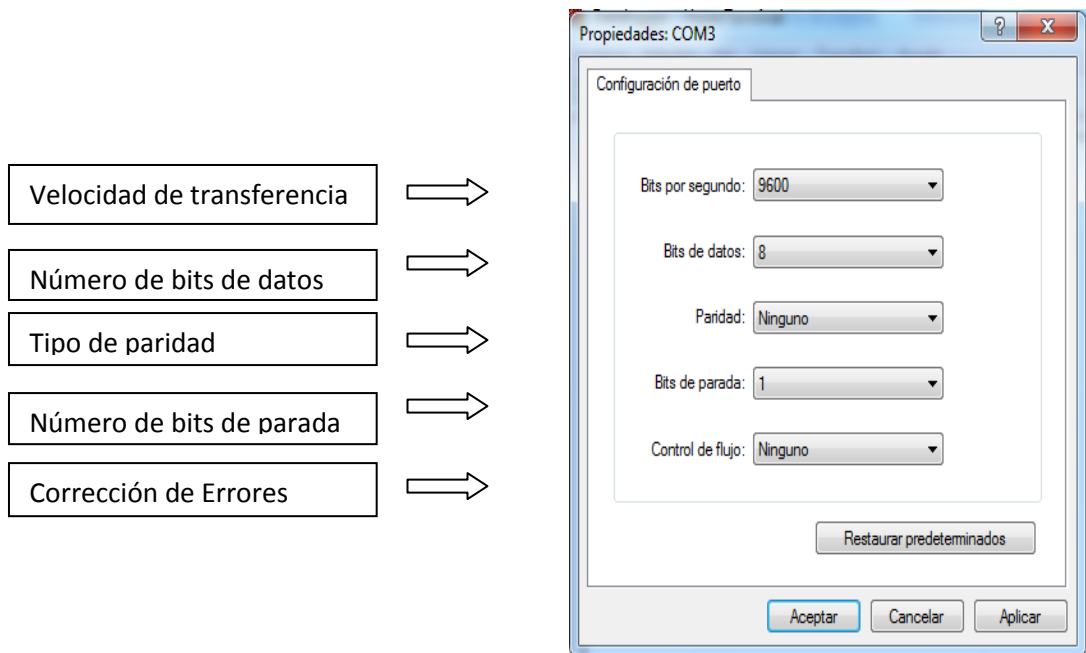 Propiedades: COM3
Configuración de puerto
Velocidad de transferencia
Número de bits de datos
Tipo de paridad
Número de bits de parada
Corrección de Errores
Bits por segundo: 9600
Bits de datos: 8
Paridad: Ninguno
Bits de parada: 1
Control de flujo: Ninguno
Restaurar predeterminados
Aceptar Cancelar Aplicar